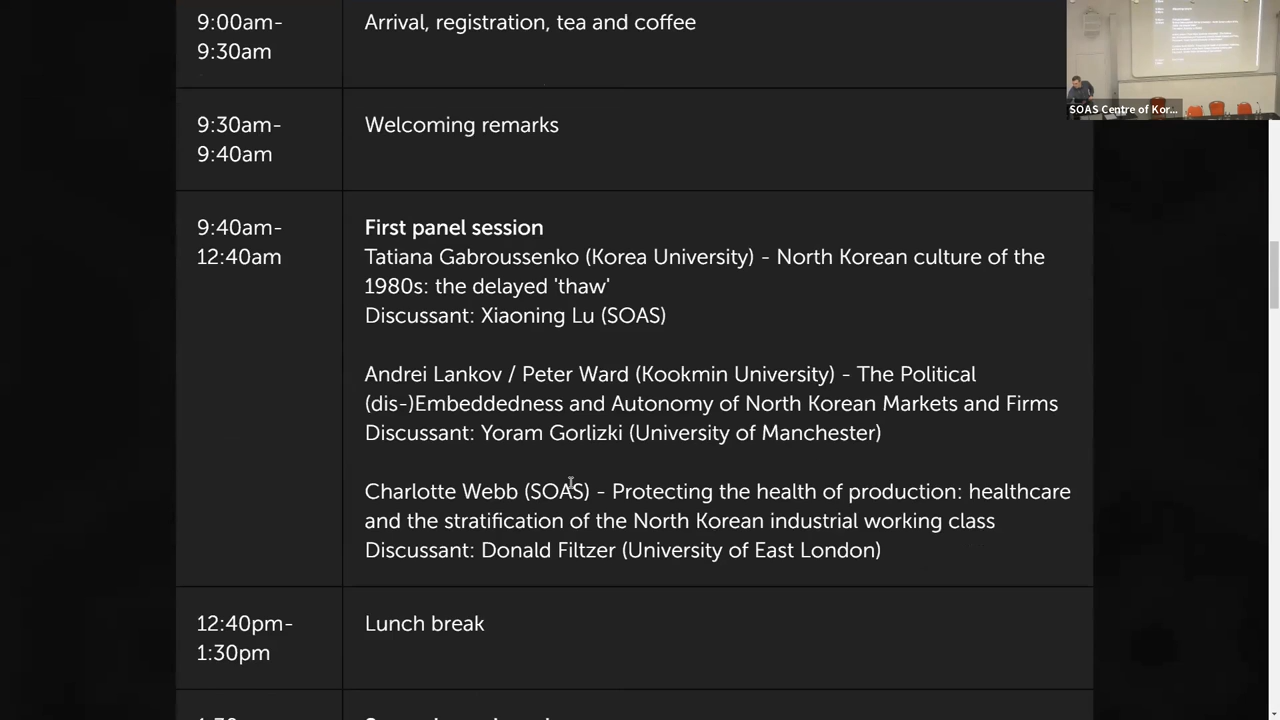 9:00am-
9:30am
Arrival, registration, tea and coffee
SOAS Centre of Kor...
9:30am-
9:40am
Welcoming remarks
9:40am-
12:40am
First panel session
Tatiana Gabroussenko (Korea University) - North Korean culture of the
1980s: the delayed 'thaw'
Discussant: Xiaoning Lu (SOAS)
Andrei Lankov / Peter Ward (Kookmin University) - The Political
(dis-)Embeddedness and Autonomy of North Korean Markets and Firms
Discussant: Yoram Gorlizki (University of Manchester)
Charlotte Webb (SOAS) - Protecting the health of production: healthcare
and the stratification of the North Korean industrial working class
Discussant: Donald Filtzer (University of East London)
12:40pm-
1:30pm
Lunch break